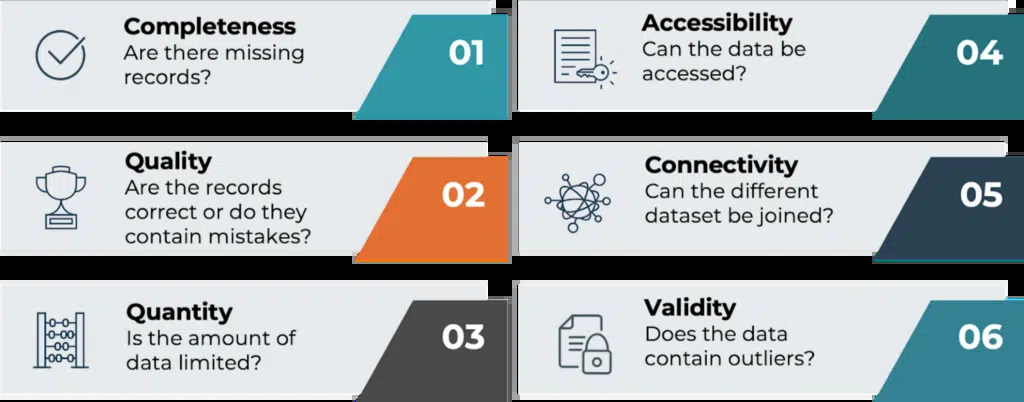 Completeness
Are there missing
records?
01
Quality
Are the records
correct or do they
contain mistakes?
02
Quantity
Is the amount of
data limited?
03
Accessibility
Can the data be
accessed?
04
Connectivity
Can the different
dataset be joined?
05
Validity
Does the data
contain outliers?
06